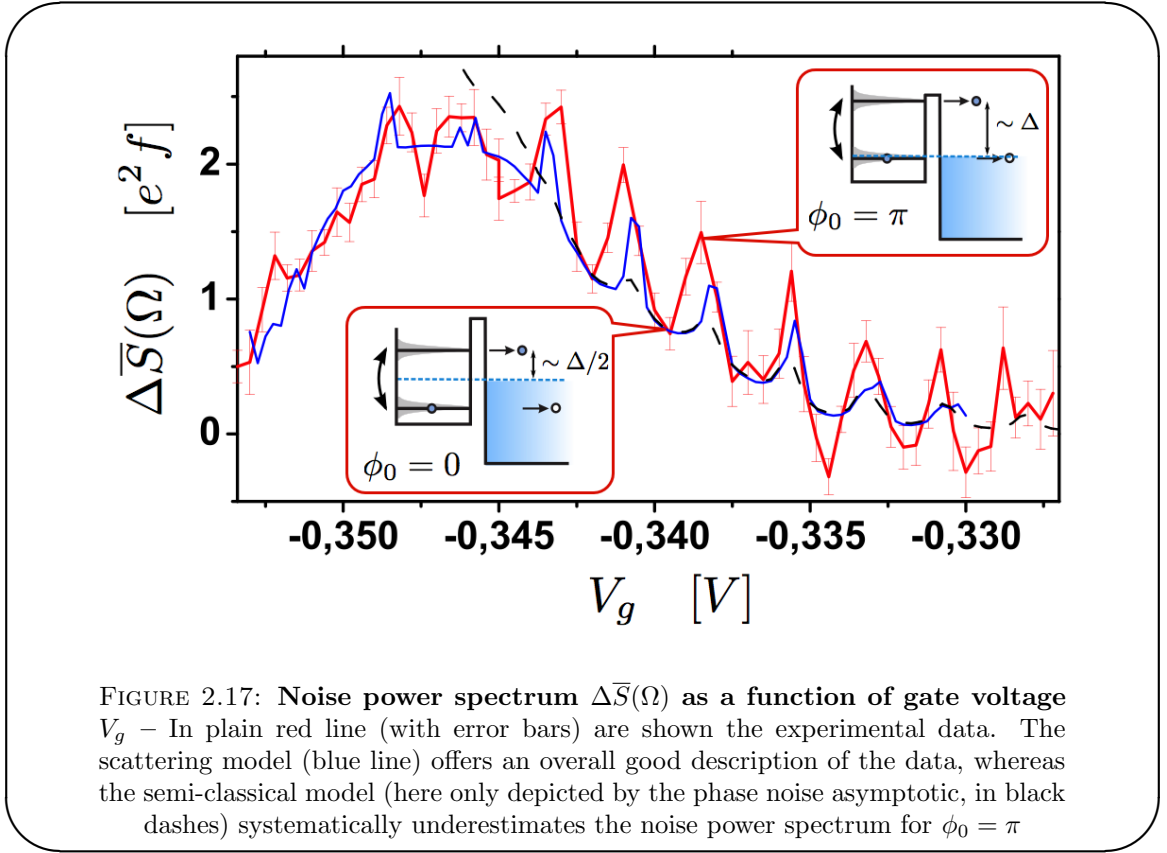 ΔS̅(Ω) [e² f]
2
1
0
~ Δ
ϕ₀ = π
~ Δ/2
ϕ₀ = 0
-0,350 -0,345 -0,340 -0,335 -0,330
V_g [V]
FIGURE 2.17: Noise power spectrum ΔS̅(Ω) as a function of gate voltage
V_g – In plain red line (with error bars) are shown the experimental data. The
scattering model (blue line) offers an overall good description of the data, whereas
the semi-classical model (here only depicted by the phase noise asymptotic, in black
dashes) systematically underestimates the noise power spectrum for ϕ₀ = π